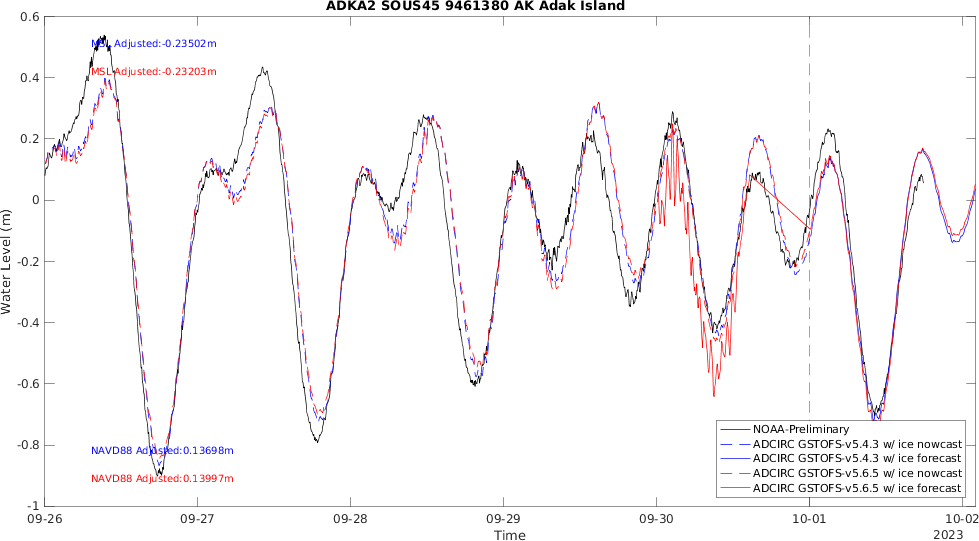 ADKA2 SOUS45 9461380 AK Adak Island
0.6
0.4
0.2
0
-0.2
-0.4
-0.6
-0.8
-1
Water Level (m)
MSL Adjusted:-0.23502m
MSL Adjusted:-0.23203m
NAVD88 Adjusted:0.13698m
NAVD88 Adjusted:0.13997m
NOAA-Preliminary
ADCIRC GSTOFS-v5.4.3 w/ ice nowcast
ADCIRC GSTOFS-v5.4.3 w/ ice forecast
ADCIRC GSTOFS-v5.6.5 w/ ice nowcast
ADCIRC GSTOFS-v5.6.5 w/ ice forecast
09-26 09-27 09-28 09-29 09-30 10-01 10-02
Time
2023